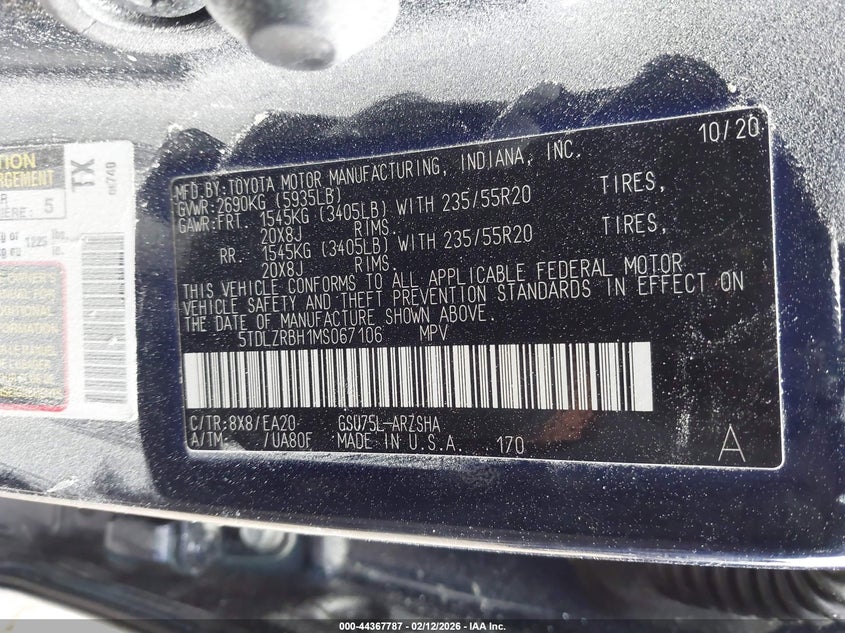 10/20
MFD.BY:TOYOTA MOTOR MANUFACTURING, INDIANA, INC.
GVWR:2690KG (5935LB)
GAWR:FRT. 1545KG (3405LB) WITH 235/55R20 TIRES,
20X8J RIMS.
RR. 1545KG (3405LB) WITH 235/55R20 TIRES,
20X8J RIMS.
THIS VEHICLE CONFORMS TO ALL APPLICABLE FEDERAL MOTOR
VEHICLE SAFETY AND THEFT PREVENTION STANDARDS IN EFFECT ON
THE DATE OF MANUFACTURE SHOWN ABOVE.
5TDLZRBH1MS067106 MPV
C/TR:8X8/EA20 GSU75L-ARZSHA
A/TM- /UA80F MADE IN U.S.A. 170
A
TX
5
lbs.
000-44367787 - 02/12/2026 - IAA Inc.